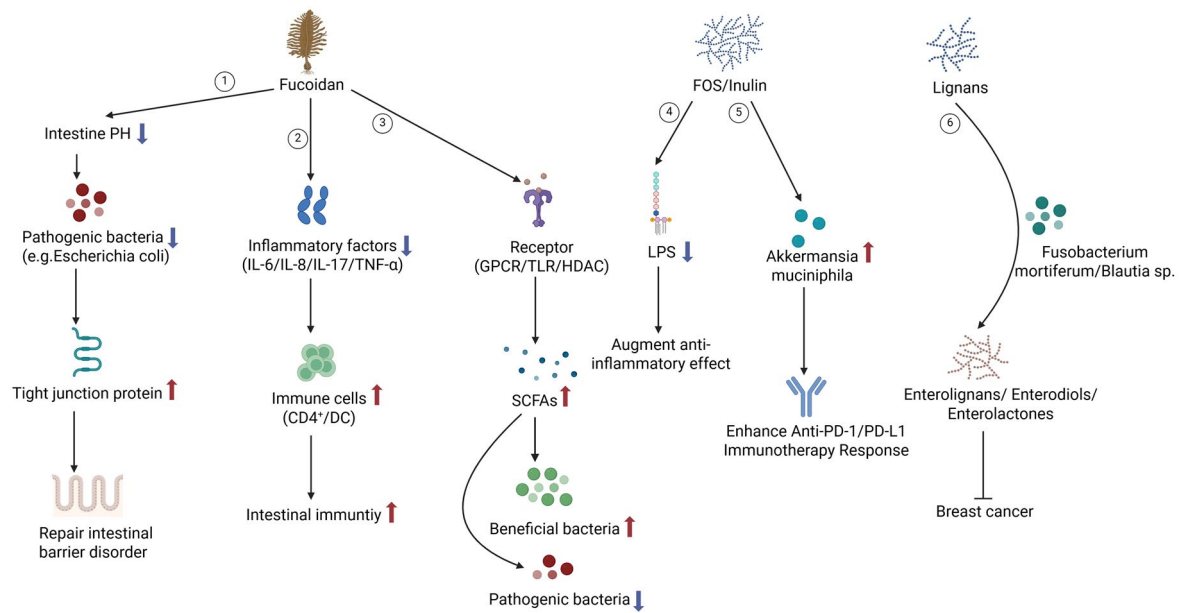 Fucoidan
1
Intestine PH
Pathogenic bacteria
(e.g.Escherichia coli)
Tight junction protein
Repair intestinal
barrier disorder
2
Inflammatory factors
(IL-6/IL-8/IL-17/TNF-α)
Immune cells
(CD4⁺/DC)
Intestinal immuntiy
3
Receptor
(GPCR/TLR/HDAC)
SCFAs
Beneficial bacteria
Pathogenic bacteria
FOS/Inulin
4
LPS
Augment anti-
inflammatory effect
5
Akkermansia
muciniphila
Enhance Anti-PD-1/PD-L1
Immunotherapy Response
Lignans
6
Fusobacterium
mortiferum/Blautia sp.
Enterolignans/ Enterodiols/
Enterolactones
Breast cancer